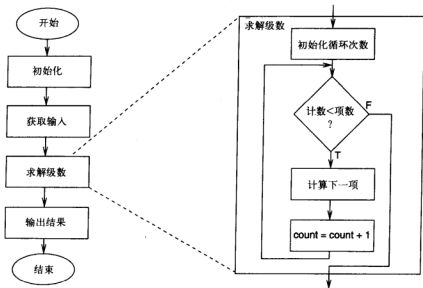 开始
初始化
获取输入
求解级数
输出结果
结束
求解级数
初始化循环次数
计数<项数
?
F
T
计算下一项
count = count + 1